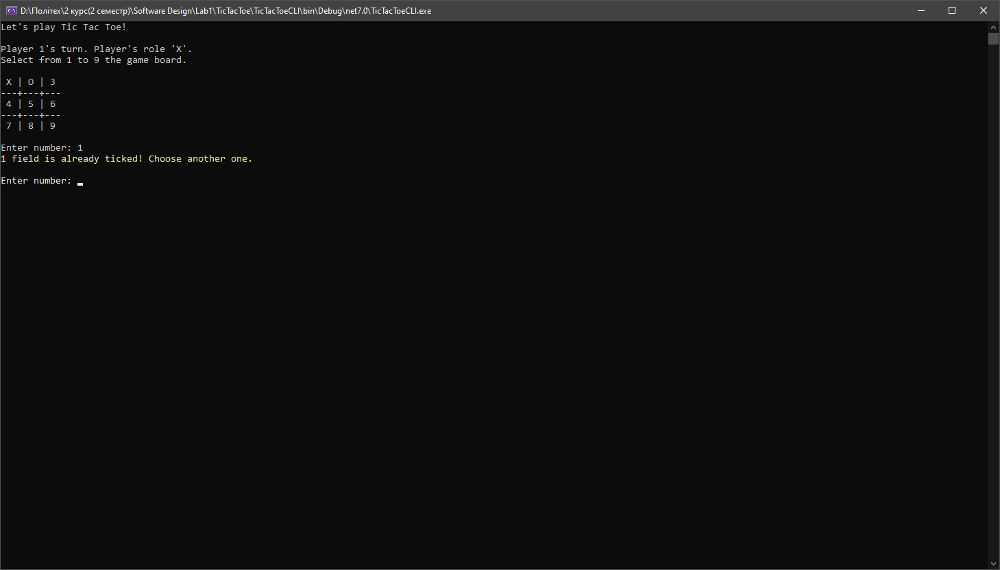 D:\Політех\2 курс(2 семестр)\Software Design\Lab1\TicTacToe\TicTacToeCLI\bin\Debug\net7.0\TicTacToeCLI.exe
Let's play Tic Tac Toe!
Player 1's turn. Player's role 'X'.
Select from 1 to 9 the game board.
X | O | 3
---+---+---
4 | 5 | 6
---+---+---
7 | 8 | 9
Enter number: 1
1 field is already ticked! Choose another one.
Enter number: